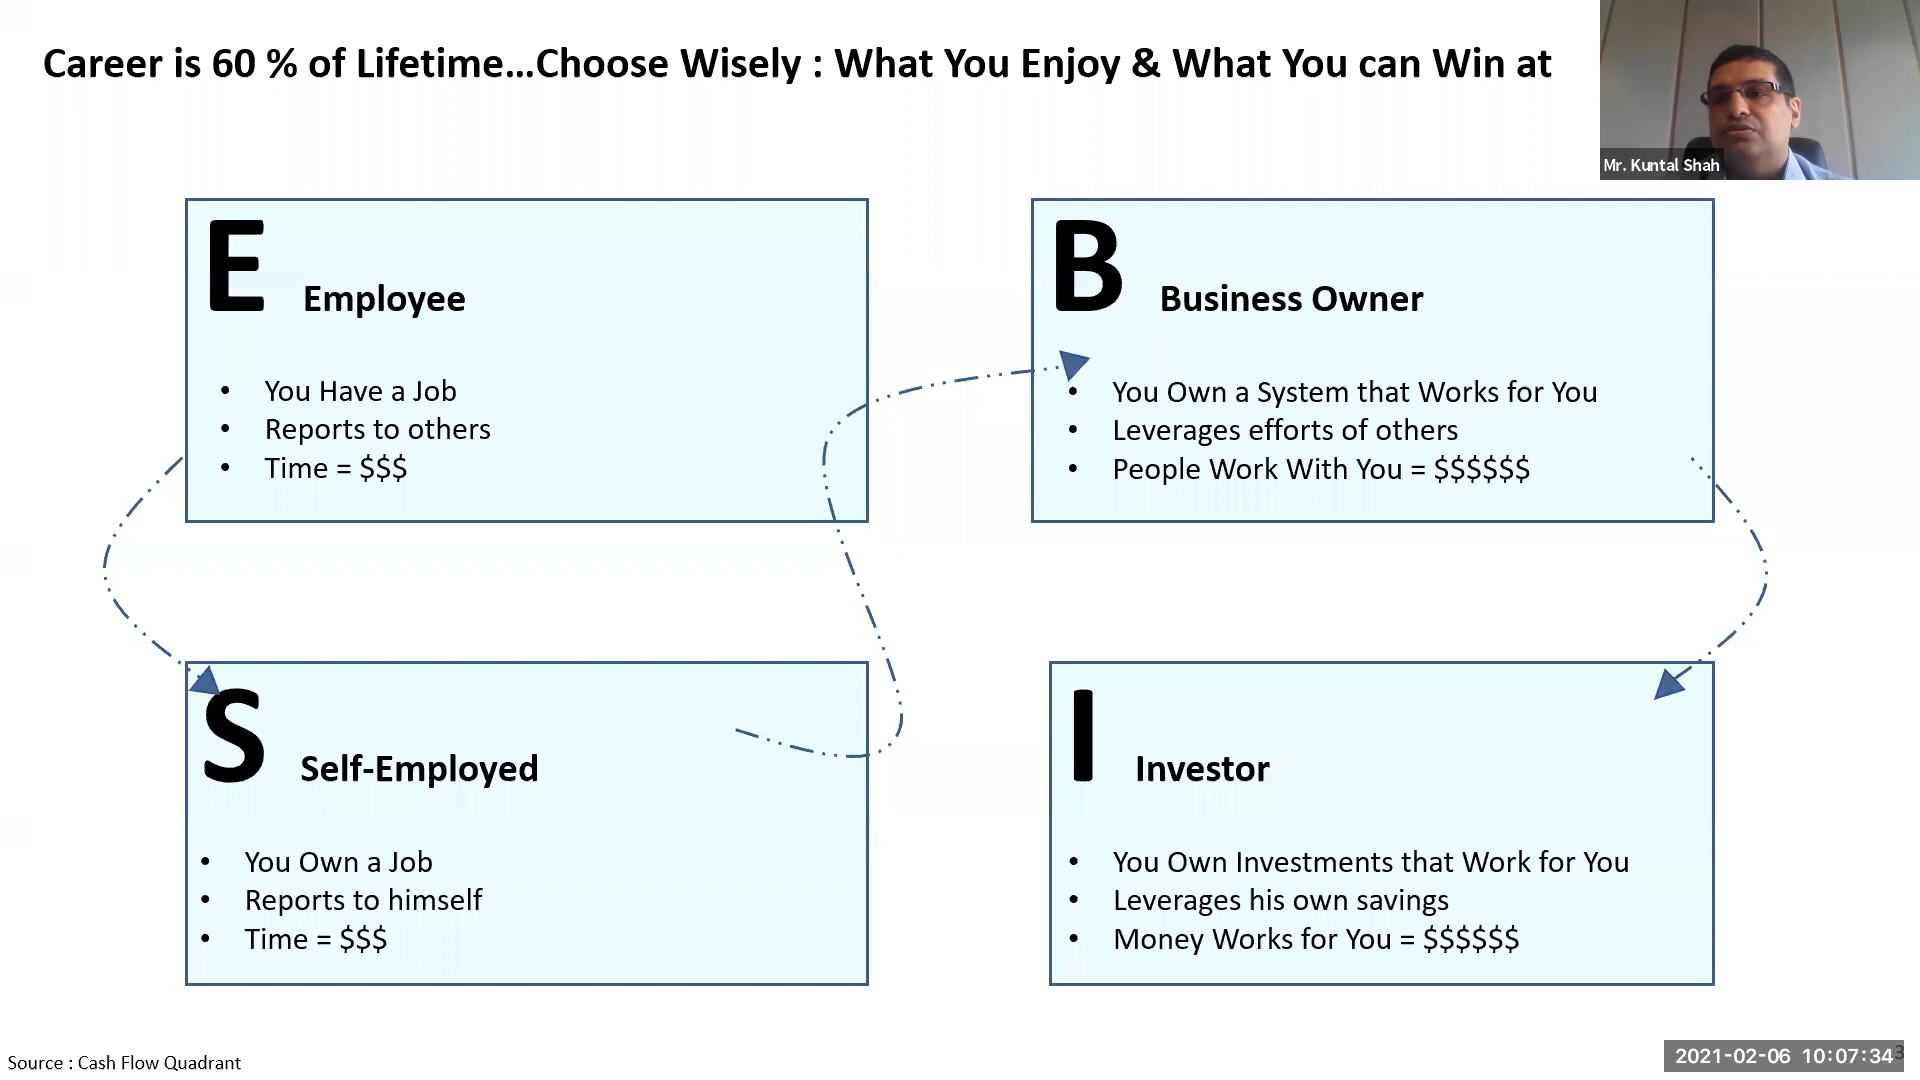 Career is 60 % of Lifetime...Choose Wisely : What You Enjoy & What You can Win at
Mr. Kuntal Shah
E Employee
• You Have a Job
• Reports to others
• Time = $$$
B Business Owner
• You Own a System that Works for You
• Leverages efforts of others
• People Work With You = $$$$$$
S Self-Employed
• You Own a Job
• Reports to himself
• Time = $$$
I Investor
• You Own Investments that Work for You
• Leverages his own savings
• Money Works for You = $$$$$$
Source : Cash Flow Quadrant
2021-02-06 10:07:34
3